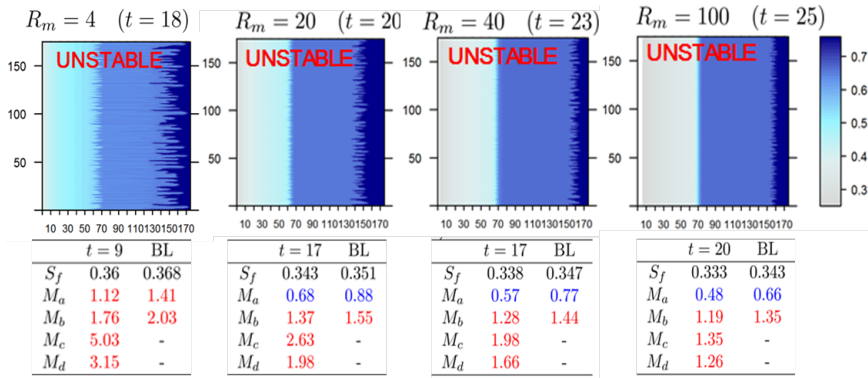 R_m = 4 (t = 18)
UNSTABLE
150
100
50
10 30 50 70 90 110130150170
t = 9 BL
S_f 0.36 0.368
M_a 1.12 1.41
M_b 1.76 2.03
M_c 5.03 -
M_d 3.15 -
R_m = 20 (t = 20
UNSTABLE
150
100
50
10 30 50 70 90 110130150170
t = 17 BL
S_f 0.343 0.351
M_a 0.68 0.88
M_b 1.37 1.55
M_c 2.63 -
M_d 1.98 -
R_m = 40 (t = 23)
UNSTABLE
150
100
50
10 30 50 70 90 110130150170
t = 17 BL
S_f 0.338 0.347
M_a 0.57 0.77
M_b 1.28 1.44
M_c 1.98 -
M_d 1.66 -
R_m = 100 (t = 25)
UNSTABLE
150
100
50
10 30 50 70 90 110130150170
t = 20 BL
S_f 0.333 0.343
M_a 0.48 0.66
M_b 1.19 1.35
M_c 1.35 -
M_d 1.26 -
0.7
0.6
0.5
0.4
0.3